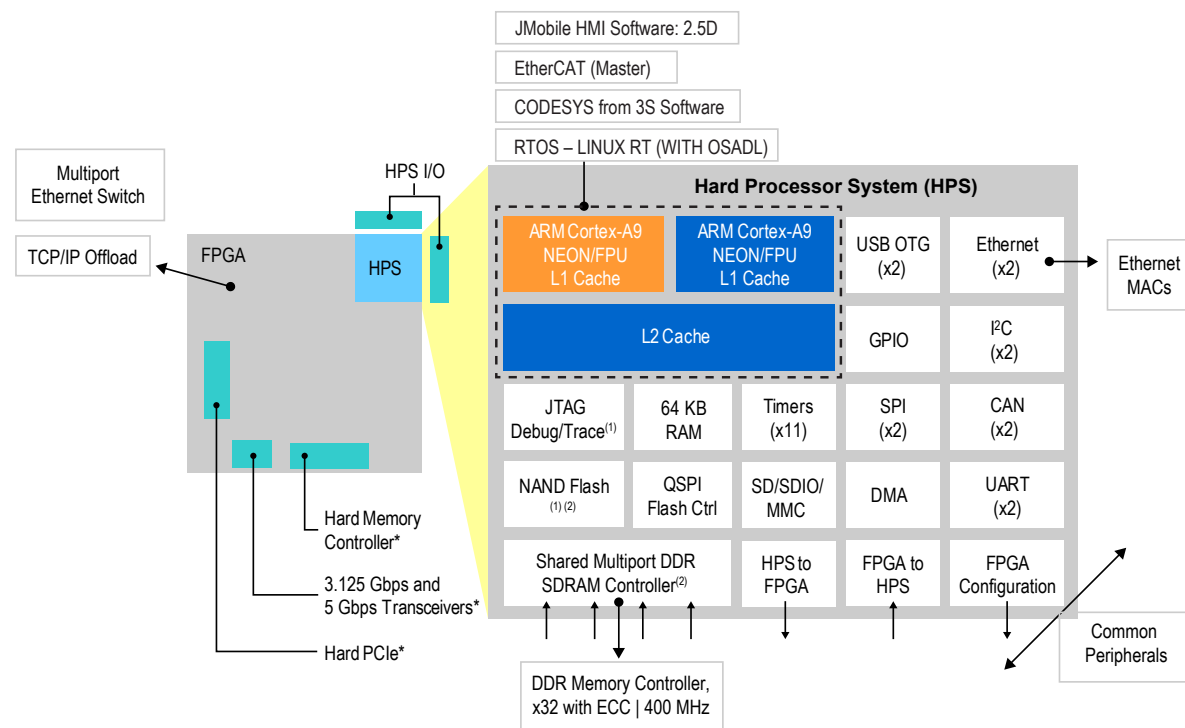 JMobile HMI Software: 2.5D
EtherCAT (Master)
CODESYS from 3S Software
RTOS – LINUX RT (WITH OSADL)
Multiport
Ethernet Switch
TCP/IP Offload
HPS I/O
FPGA
HPS
Hard Memory
Controller*
3.125 Gbps and
5 Gbps Transceivers*
Hard PCIe*
Hard Processor System (HPS)
ARM Cortex-A9
NEON/FPU
L1 Cache
ARM Cortex-A9
NEON/FPU
L1 Cache
USB OTG
(x2)
Ethernet
(x2)
Ethernet
MACs
L2 Cache
GPIO
I²C
(x2)
JTAG
Debug/Trace⁽¹⁾
64 KB
RAM
Timers
(x11)
SPI
(x2)
CAN
(x2)
NAND Flash
(1) (2)
QSPI
Flash Ctrl
SD/SDIO/
MMC
DMA
UART
(x2)
Shared Multiport DDR
SDRAM Controller⁽²⁾
HPS to
FPGA
FPGA to
HPS
FPGA
Configuration
Common
Peripherals
DDR Memory Controller,
x32 with ECC | 400 MHz